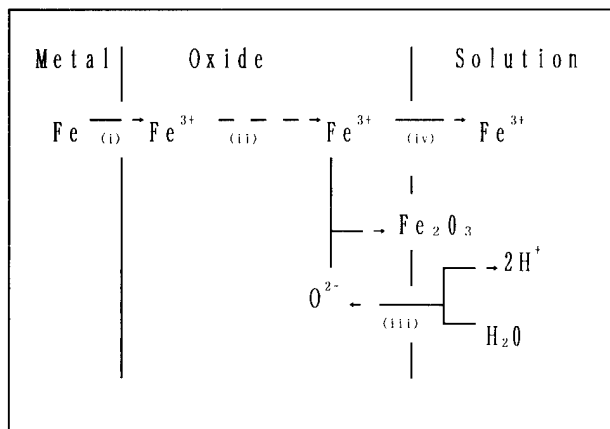 Metal Oxide Solution
Fe (i) Fe³⁺ (ii) Fe³⁺ (iv) Fe³⁺
Fe₂O₃
2H⁺
O²⁻
(iii)
H₂O